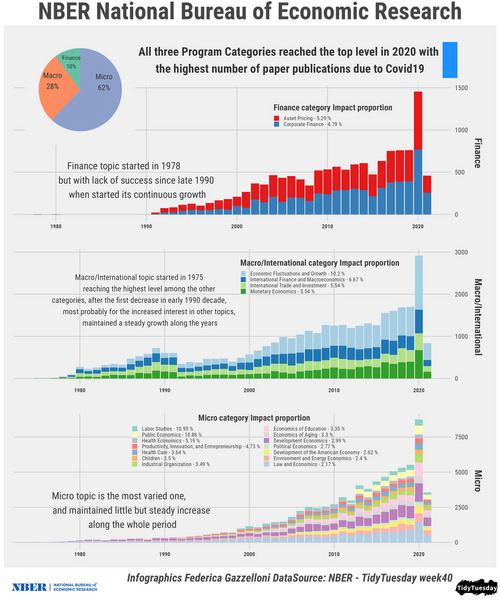 NBER National Bureau of Economic Research
All three Program Categories reached the top level in 2020 with
the highest number of paper publications due to Covid19
Finance
10%
Macro
28%
Micro
62%
Finance category Impact proportion
Asset Pricing - 5.29 %
Corporate Finance - 4.79 %
Finance topic started in 1978
but with lack of success since late 1990
when started its continuous growth
1500
1000
500
0
Finance
1980
1990
2000
2010
2020
Macro/International category Impact proportion
Economic Fluctuations and Growth - 10.2 %
International Finance and Macroeconomics - 6.67 %
International Trade and Investment - 5.54 %
Monetary Economics - 5.54 %
Macro/International topic started in 1975
reaching the highest level among the other
categories, after the first decrease in early 1990 decade,
most probably for the increased interest in other topics,
maintained a steady growth along the years
3000
2000
1000
0
Macro/International
1980
1990
2000
2010
2020
Micro category Impact proportion
Labor Studies - 10.95 %
Public Economics - 10.86 %
Health Economics - 5.19 %
Productivity, Innovation, and Entrepreneurship - 4.73 %
Health Care - 3.64 %
Children - 3.5 %
Industrial Organization - 3.49 %
Economics of Education - 3.35 %
Economics of Aging - 3.3 %
Development Economics - 2.99 %
Political Economics - 2.77 %
Development of the American Economy - 2.62 %
Environment and Energy Economics - 2.4 %
Law and Economics - 2.17 %
Micro topic is the most varied one,
and maintained little but steady increase
along the whole period
7500
5000
2500
0
Micro
1980
1990
2000
2010
2020
Infographics Federica Gazzelloni DataSource: NBER - TidyTuesday week40
NBER
NATIONAL BUREAU of
ECONOMIC RESEARCH
TidyTuesday